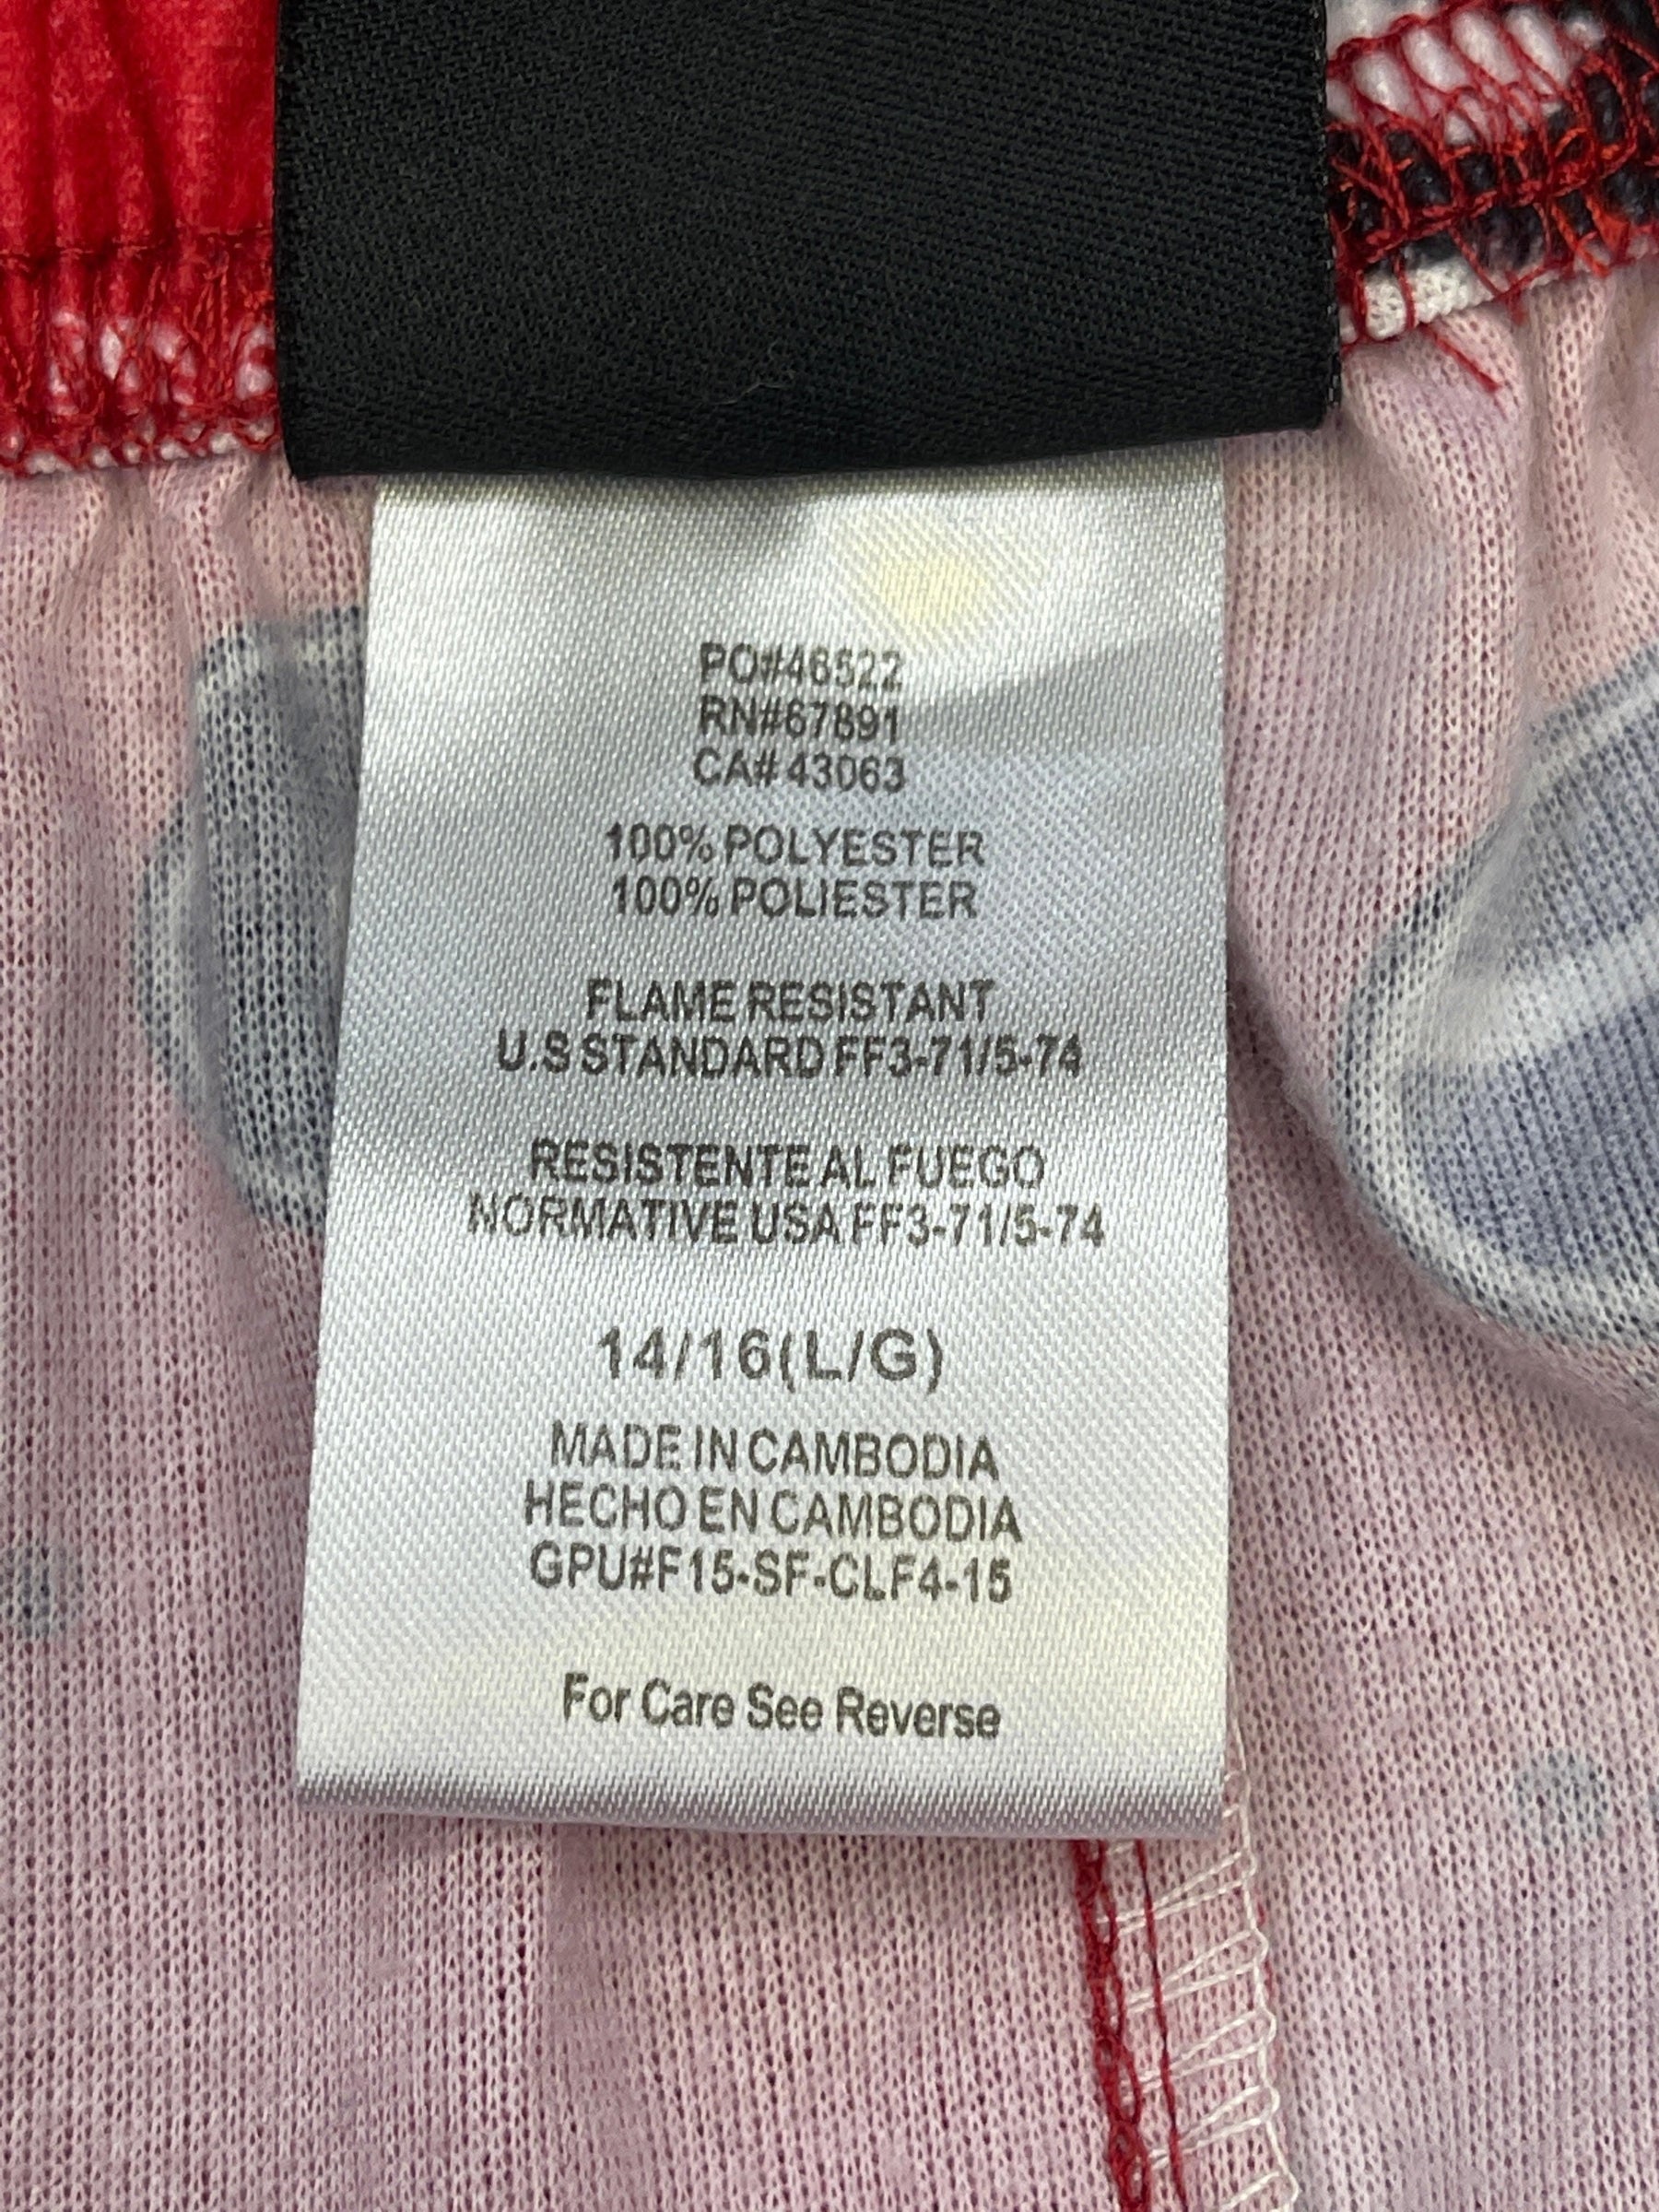 PO#46522
RN#67891
CA# 43063
100% POLYESTER
100% POLIESTER
FLAME RESISTANT
U.S STANDARD FF3-71/5-74
RESISTENTE AL FUEGO
NORMATIVE USA FF3-71/5-74
14/16(L/G)
MADE IN CAMBODIA
HECHO EN CAMBODIA
GPU#F15-SF-CLF4-15
For Care See Reverse